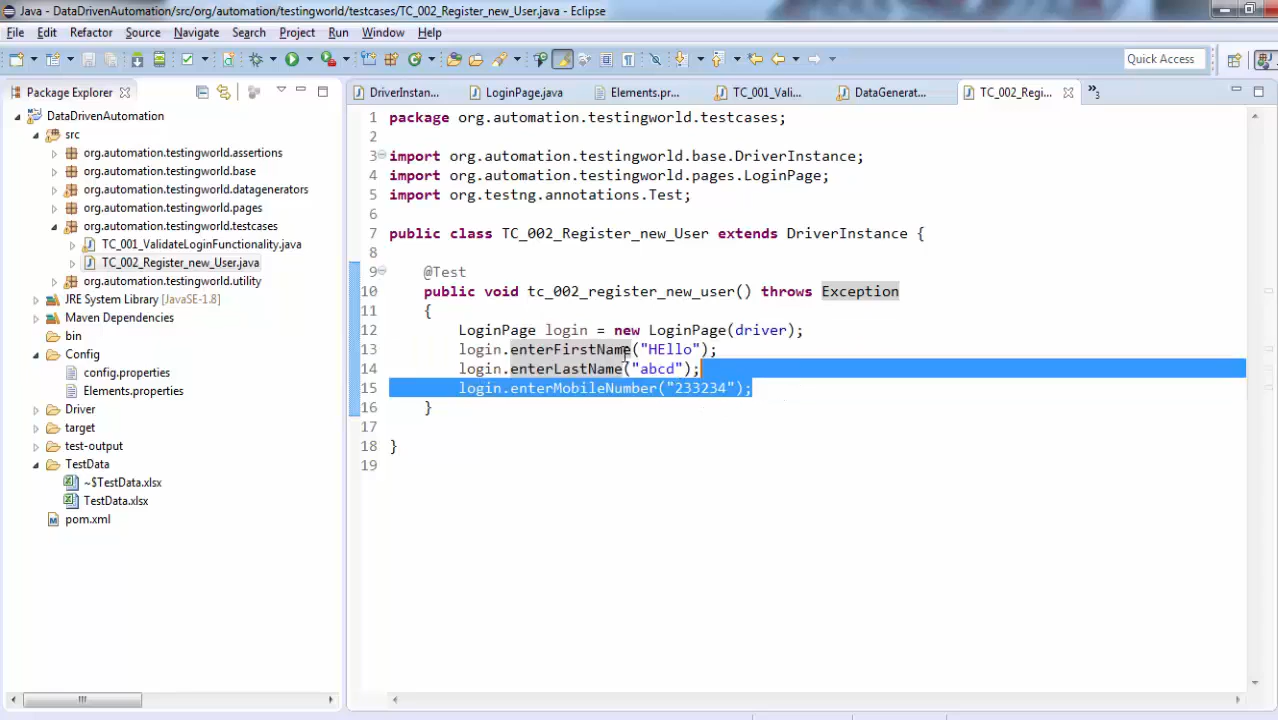 Java - DataDrivenAutomation/src/org/automation/testingworld/testcases/TC_002_Register_new_User.java - Eclipse
File Edit Refactor Source Navigate Search Project Run Window Help
Quick Access
Package Explorer
DriverInstan...
LoginPage.java
Elements.pr...
TC_001_Vali...
DataGenerat...
TC_002_Regi...
»3
DataDrivenAutomation
src
org.automation.testingworld.assertions
org.automation.testingworld.base
org.automation.testingworld.datagenerators
org.automation.testingworld.pages
org.automation.testingworld.testcases
TC_001_ValidateLoginFunctionality.java
TC_002_Register_new_User.java
org.automation.testingworld.utility
JRE System Library [JavaSE-1.8]
Maven Dependencies
bin
Config
config.properties
Elements.properties
Driver
target
test-output
TestData
~$TestData.xlsx
TestData.xlsx
pom.xml
1 package org.automation.testingworld.testcases;
2
3 import org.automation.testingworld.base.DriverInstance;
4 import org.automation.testingworld.pages.LoginPage;
5 import org.testng.annotations.Test;
6
7 public class TC_002_Register_new_User extends DriverInstance {
8
9 @Test
10 public void tc_002_register_new_user() throws Exception
11 {
12 LoginPage login = new LoginPage(driver);
13 login.enterFirstName("HEllo");
14 login.enterLastName("abcd");
15 login.enterMobileNumber("233234");
16 }
17
18 }
19